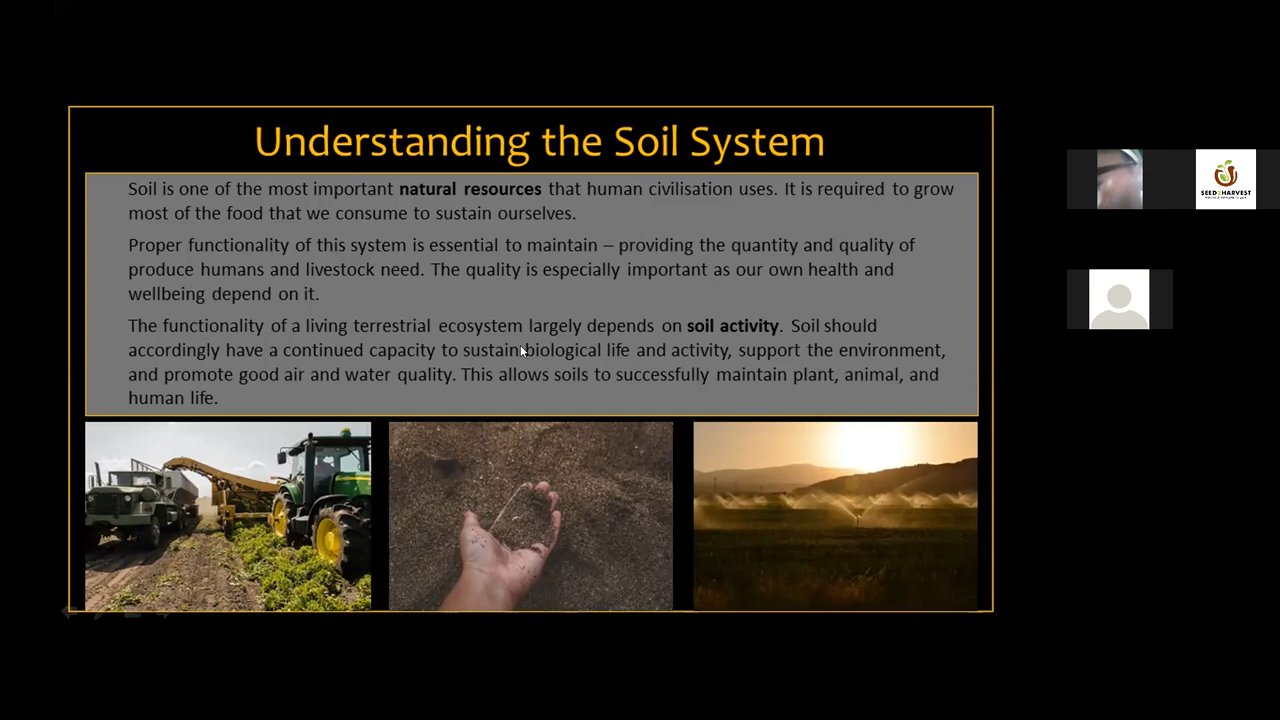 Understanding the Soil System
Soil is one of the most important natural resources that human civilisation uses. It is required to grow
most of the food that we consume to sustain ourselves.
Proper functionality of this system is essential to maintain – providing the quantity and quality of
produce humans and livestock need. The quality is especially important as our own health and
wellbeing depend on it.
The functionality of a living terrestrial ecosystem largely depends on soil activity. Soil should
accordingly have a continued capacity to sustain biological life and activity, support the environment,
and promote good air and water quality. This allows soils to successfully maintain plant, animal, and
human life.